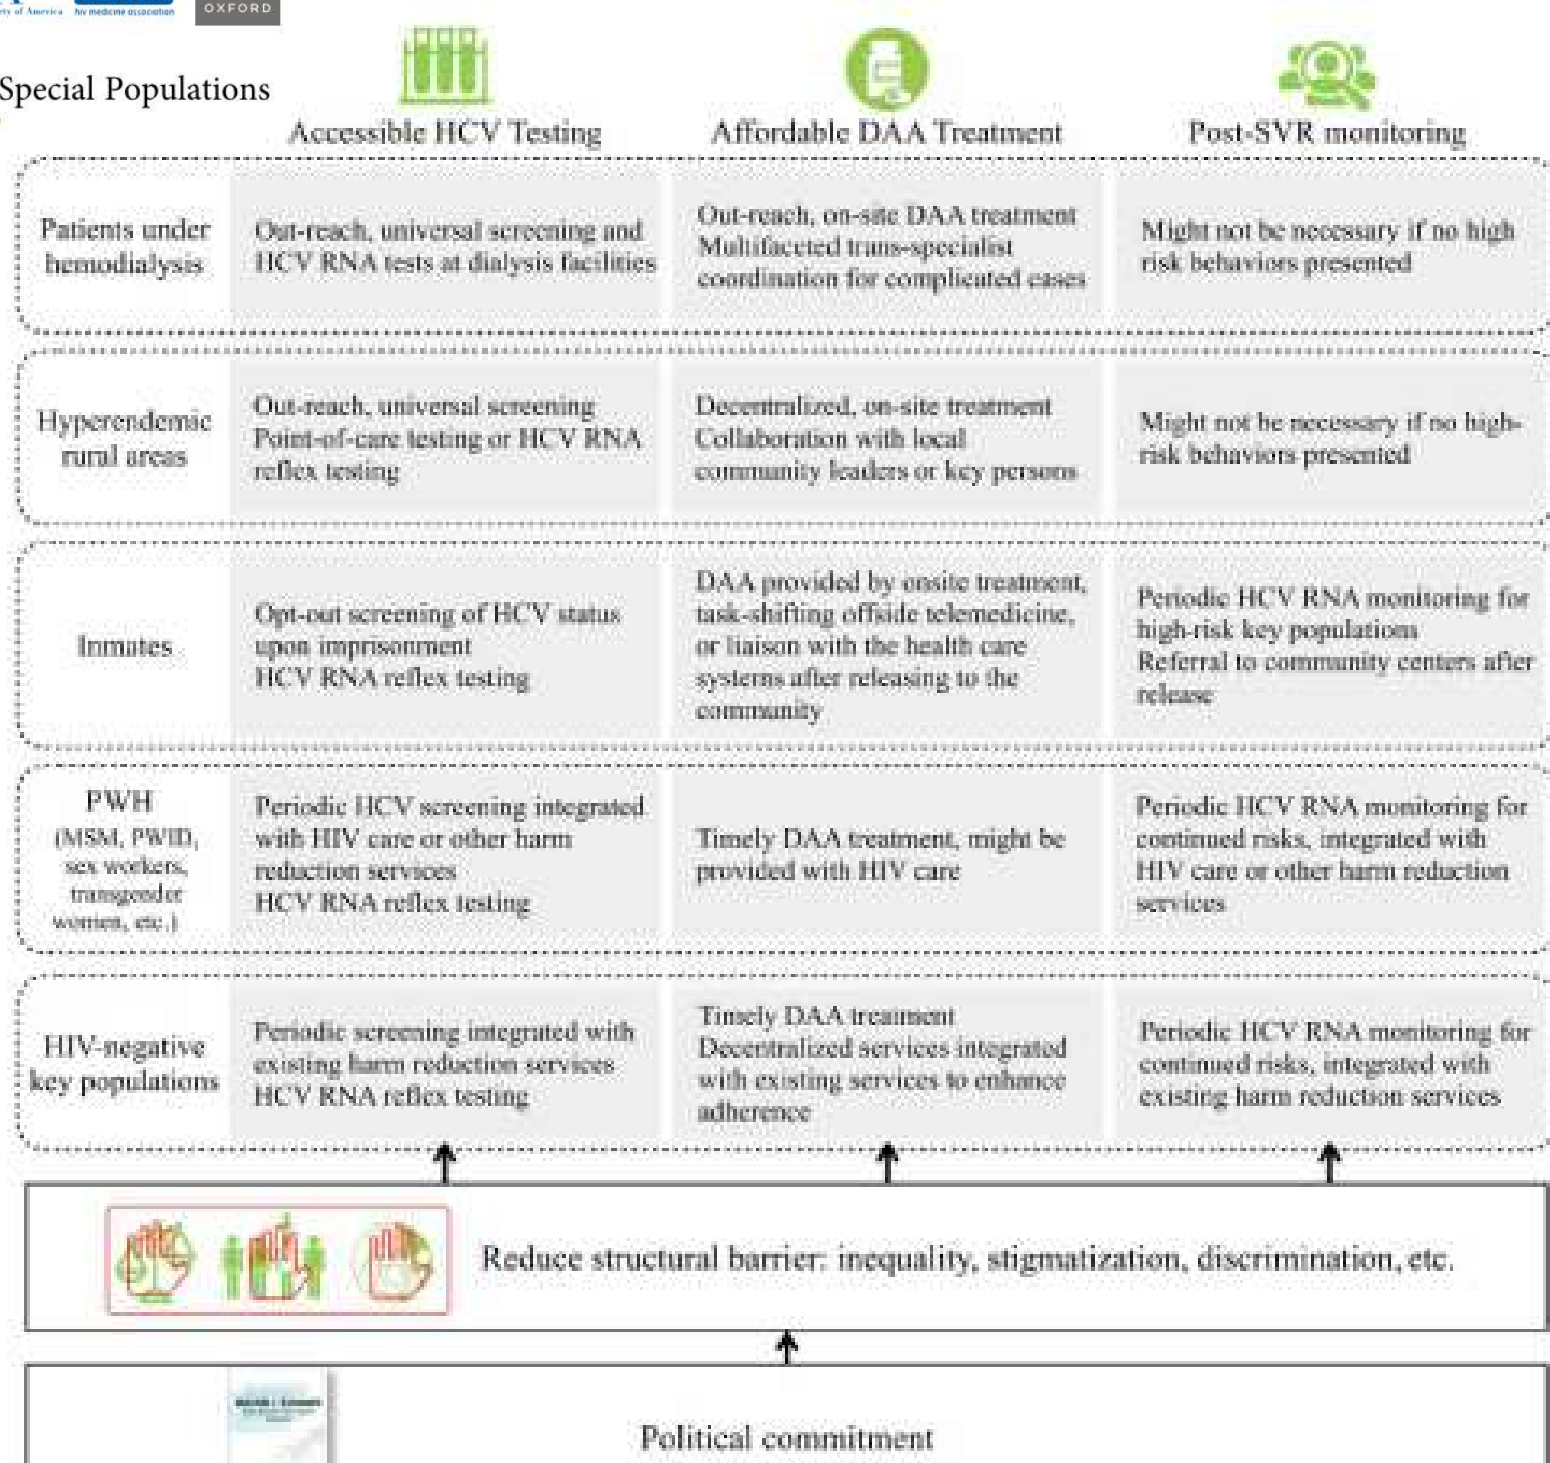 ety of America hiv medicine association
OXFORD
Special Populations
Accessible HCV Testing
Affordable DAA Treatment
Post-SVR monitoring
Patients under
hemodialysis
Out-reach, universal screening and
HCV RNA tests at dialysis facilities
Out-reach, on-site DAA treatment
Multifaceted trans-specialist
coordination for complicated cases
Might not be necessary if no high
risk behaviors presented
Hyperendemic
rural areas
Out-reach, universal screening
Point-of-care testing or HCV RNA
reflex testing
Decentralized, on-site treatment
Collaboration with local
community leaders or key persons
Might not be necessary if no high-
risk behaviors presented
Inmates
Opt-out screening of HCV status
upon imprisonment
HCV RNA reflex testing
DAA provided by onsite treatment,
task-shifting offside telemedicine,
or liaison with the health care
systems after releasing to the
community
Periodic HCV RNA monitoring for
high-risk key populations
Referral to community centers after
release
PWH
(MSM, PWID,
sex workers,
transgender
women, etc.)
Periodic HCV screening integrated
with HIV care or other harm
reduction services
HCV RNA reflex testing
Timely DAA treatment, might be
provided with HIV care
Periodic HCV RNA monitoring for
continued risks, integrated with
HIV care or other harm reduction
services
HIV-negative
key populations
Periodic screening integrated with
existing harm reduction services
HCV RNA reflex testing
Timely DAA treatment
Decentralized services integrated
with existing services to enhance
adherence
Periodic HCV RNA monitoring for
continued risks, integrated with
existing harm reduction services
Reduce structural barrier: inequality, stigmatization, discrimination, etc.
Political commitment